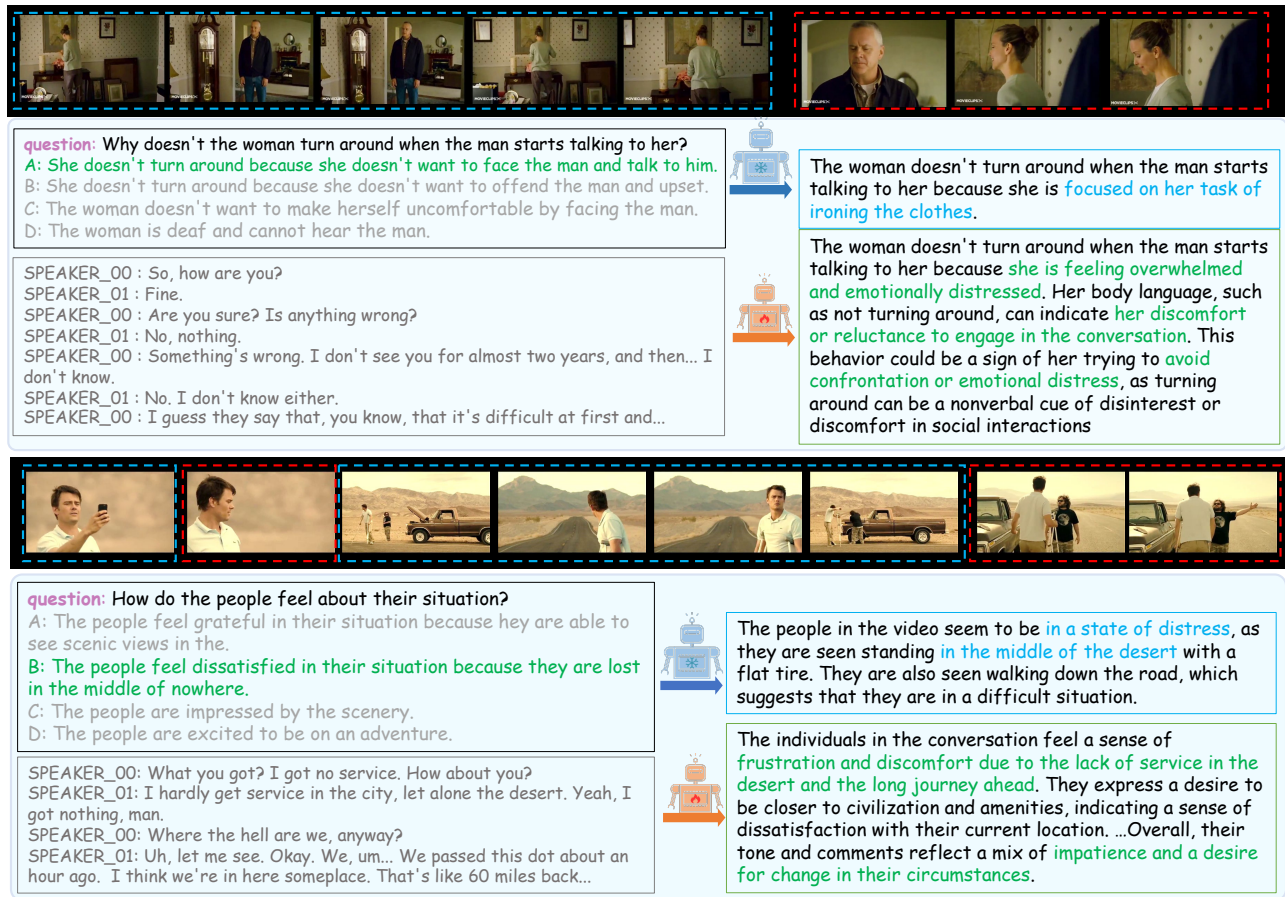 MOVIECLIPS
MOVIECLIPS
MOVIECLIPS
MOVIECLIPS
MOVIECLIPS
MOVIECLIPS
MOVIECLIPS
MOVIECLIPS
question: Why doesn't the woman turn around when the man starts talking to her?
A: She doesn't turn around because she doesn't want to face the man and talk to him.
B: She doesn't turn around because she doesn't want to offend the man and upset.
C: The woman doesn't want to make herself uncomfortable by facing the man.
D: The woman is deaf and cannot hear the man.
SPEAKER_00 : So, how are you?
SPEAKER_01 : Fine.
SPEAKER_00 : Are you sure? Is anything wrong?
SPEAKER_01 : No, nothing.
SPEAKER_00 : Something's wrong. I don't see you for almost two years, and then... I
don't know.
SPEAKER_01 : No. I don't know either.
SPEAKER_00 : I guess they say that, you know, that it's difficult at first and...
The woman doesn't turn around when the man starts
talking to her because she is focused on her task of
ironing the clothes.
The woman doesn't turn around when the man starts
talking to her because she is feeling overwhelmed
and emotionally distressed. Her body language, such
as not turning around, can indicate her discomfort
or reluctance to engage in the conversation. This
behavior could be a sign of her trying to avoid
confrontation or emotional distress, as turning
around can be a nonverbal cue of disinterest or
discomfort in social interactions
question: How do the people feel about their situation?
A: The people feel grateful in their situation because hey are able to
see scenic views in the.
B: The people feel dissatisfied in their situation because they are lost
in the middle of nowhere.
C: The people are impressed by the scenery.
D: The people are excited to be on an adventure.
SPEAKER_00: What you got? I got no service. How about you?
SPEAKER_01: I hardly get service in the city, let alone the desert. Yeah, I
got nothing, man.
SPEAKER_00: Where the hell are we, anyway?
SPEAKER_01: Uh, let me see. Okay. We, um... We passed this dot about an
hour ago.  I think we're in here someplace. That's like 60 miles back...
The people in the video seem to be in a state of distress, as
they are seen standing in the middle of the desert with a
flat tire. They are also seen walking down the road, which
suggests that they are in a difficult situation.
The individuals in the conversation feel a sense of
frustration and discomfort due to the lack of service in the
desert and the long journey ahead. They express a desire to
be closer to civilization and amenities, indicating a sense of
dissatisfaction with their current location. ...Overall, their
tone and comments reflect a mix of impatience and a desire
for change in their circumstances.